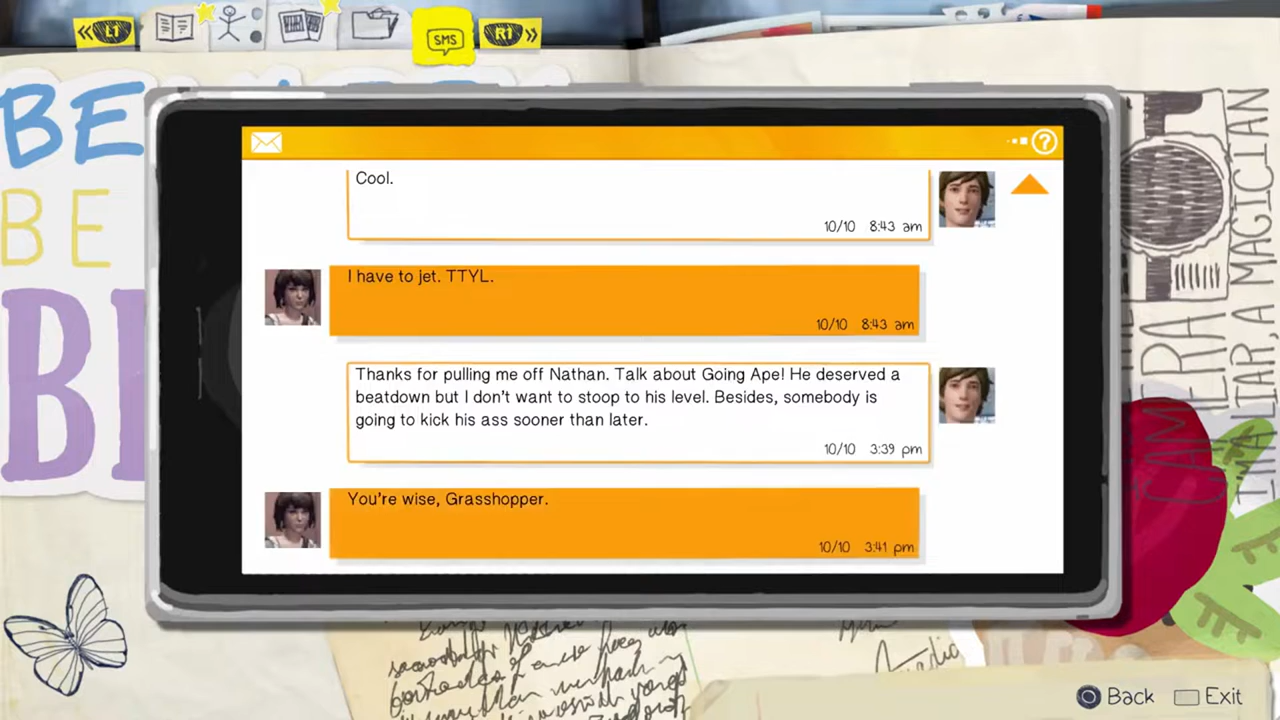 L1
SMS
R1
BE
BE
?
Cool.
10/10 8:43 am
I have to jet. TTYL.
10/10 8:43 am
Thanks for pulling me off Nathan. Talk about Going Ape! He deserved a
beatdown but I don't want to stoop to his level. Besides, somebody is
going to kick his ass sooner than later.
10/10 3:39 pm
You're wise, Grasshopper.
10/10 3:41 pm
CAMERA
I'M A LIAR, A MAGICIAN
Back
Exit